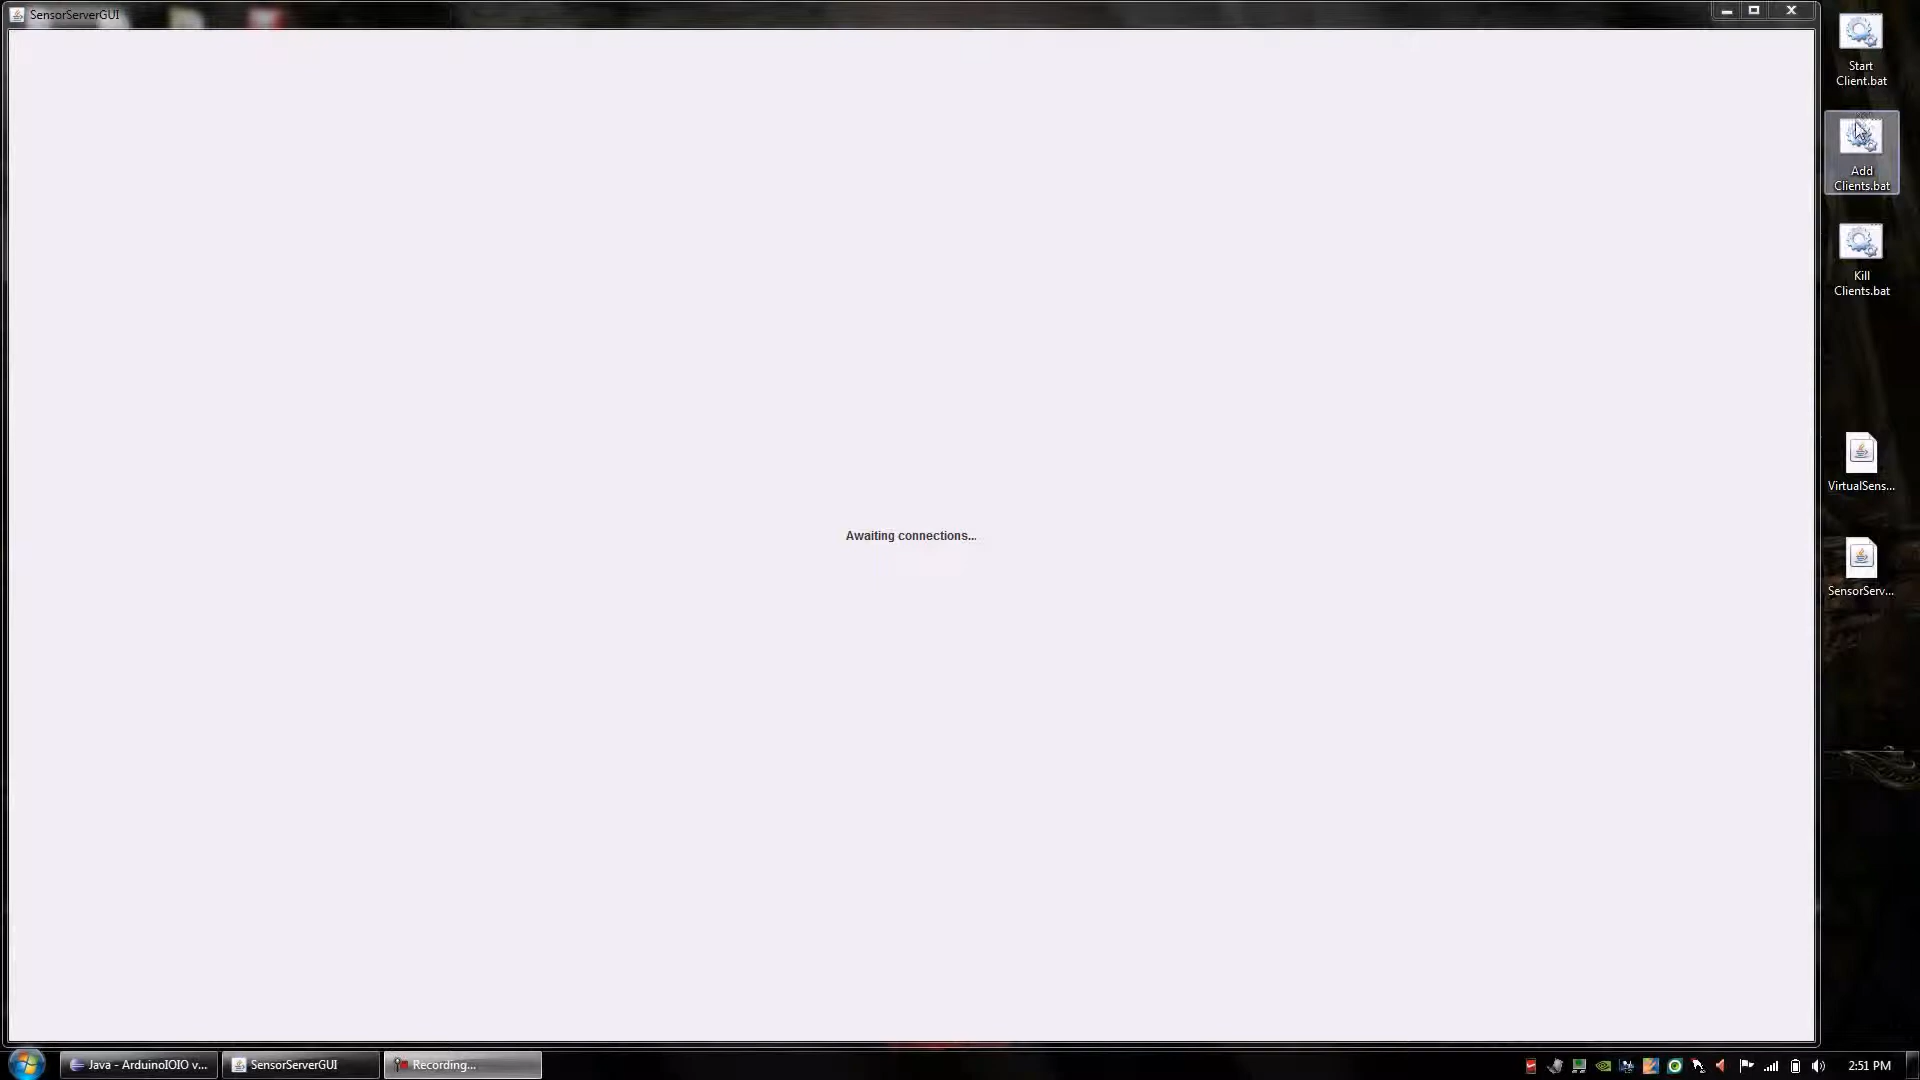 SensorServerGUI
Start
Client.bat
Add
Clients.bat
Kill
Clients.bat
Awaiting connections...
VirtualSens...
SensorServ...
Java - ArduinoIOIO v...
SensorServerGUI
Recording...
2:51 PM